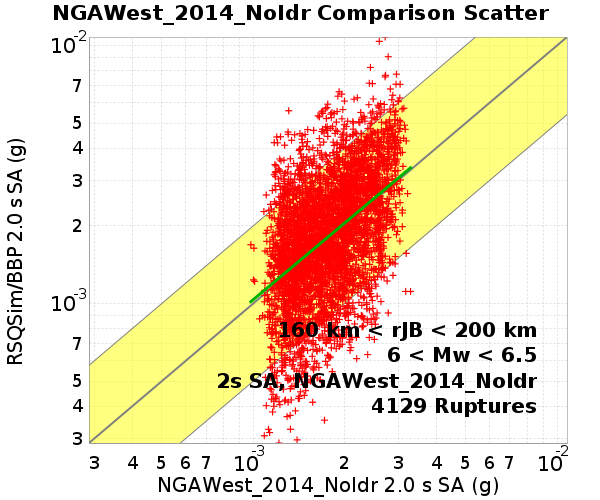 NGAWest_2014_NoIdr Comparison Scatter
10-2
7
5
4
3
2
10-3
7
5
4
3
RSQSim/BBP 2.0 s SA (g)
160 km < rJB < 200 km
6 < Mw < 6.5
2s SA, NGAWest_2014_NoIdr
4129 Ruptures
3 4 5 6 7 10-3 2 3 4 5 6 7 10-2
NGAWest_2014_NoIdr 2.0 s SA (g)